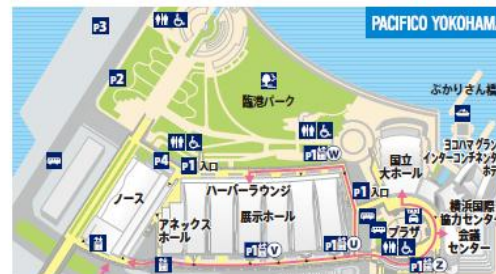 PACIFICO YOKOHAMA
P3
P2
臨港パーク
ぷかりさん橋
P1 W
国立
大ホール
ヨコハマ グラン
インターコンチネンタ
ホテ
P4
P1 入口
P1 入口
ノース
ハーバーラウンジ
アネックス
ホール
展示ホール
TAXI
プラザ
横浜国際
協力センター
会議
センター
P1 V
P1 U
P1 Z